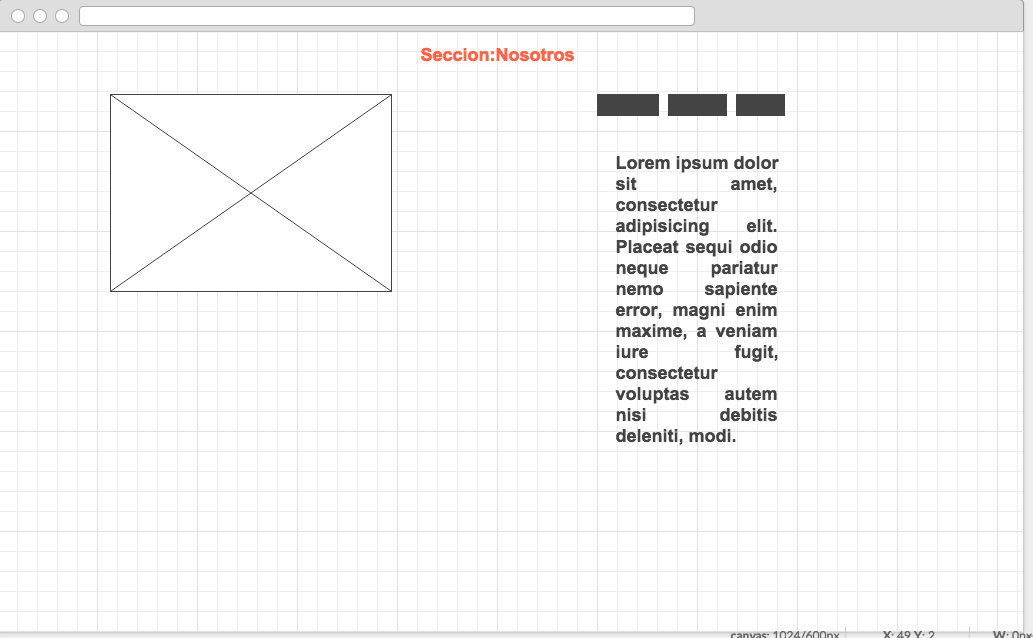 Seccion:Nosotros
Lorem ipsum dolor
sit amet,
consectetur
adipisicing elit.
Placeat sequi odio
neque pariatur
nemo sapiente
error, magni enim
maxime, a veniam
iure fugit,
consectetur
voluptas autem
nisi debitis
deleniti, modi.
canvas: 1024/600px X: 49 Y: 2 W: 0px